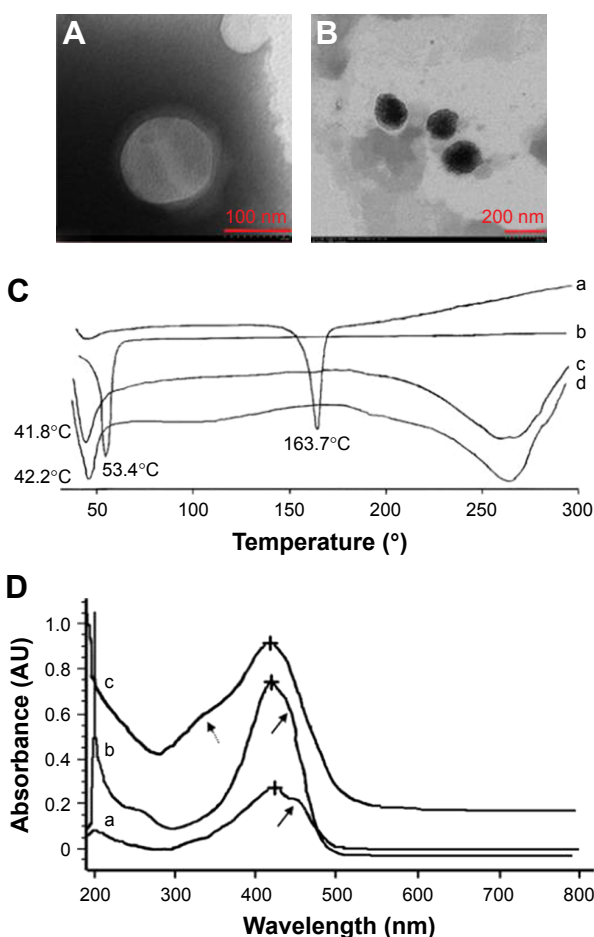 A
B
100 nm
200 nm
C
a
b
c
d
41.8°C
42.2°C
53.4°C
163.7°C
50 100 150 200 250 300
Temperature (°)
D
1.0
0.8
0.6
0.4
0.2
0
c
b
a
Absorbance (AU)
200 300 400 500 600 700 800
Wavelength (nm)